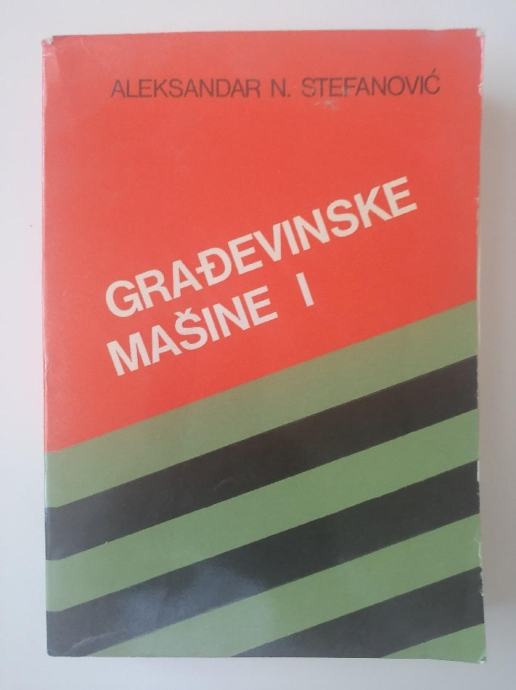 ALEKSANDAR N. STEFANOVIĆ
GRAĐEVINSKE
MAŠINE I